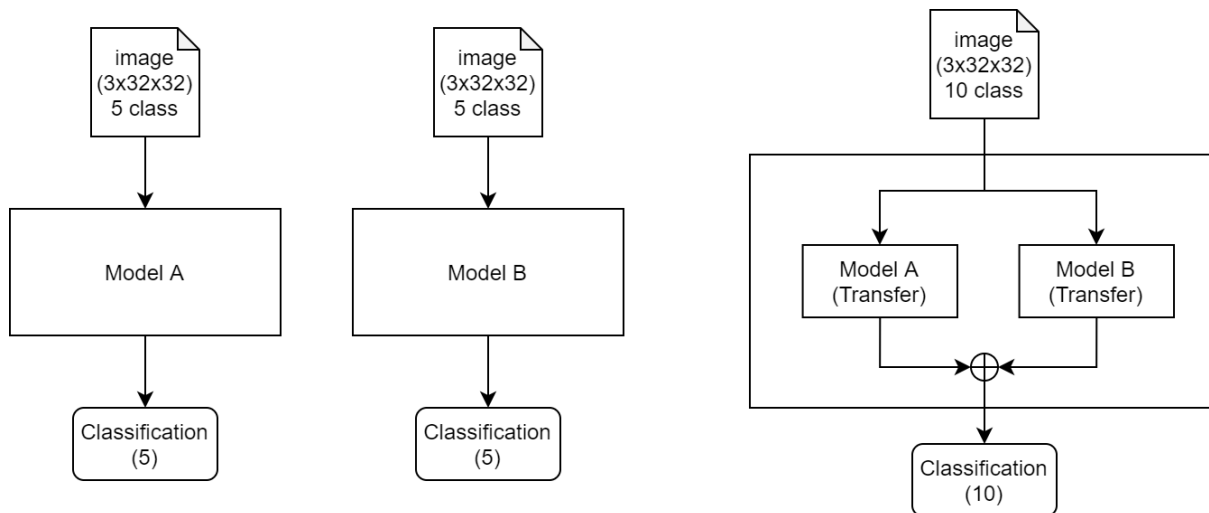 image
(3x32x32)
5 class
Model A
Classification
(5)
image
(3x32x32)
5 class
Model B
Classification
(5)
image
(3x32x32)
10 class
Model A
(Transfer)
Model B
(Transfer)
Classification
(10)